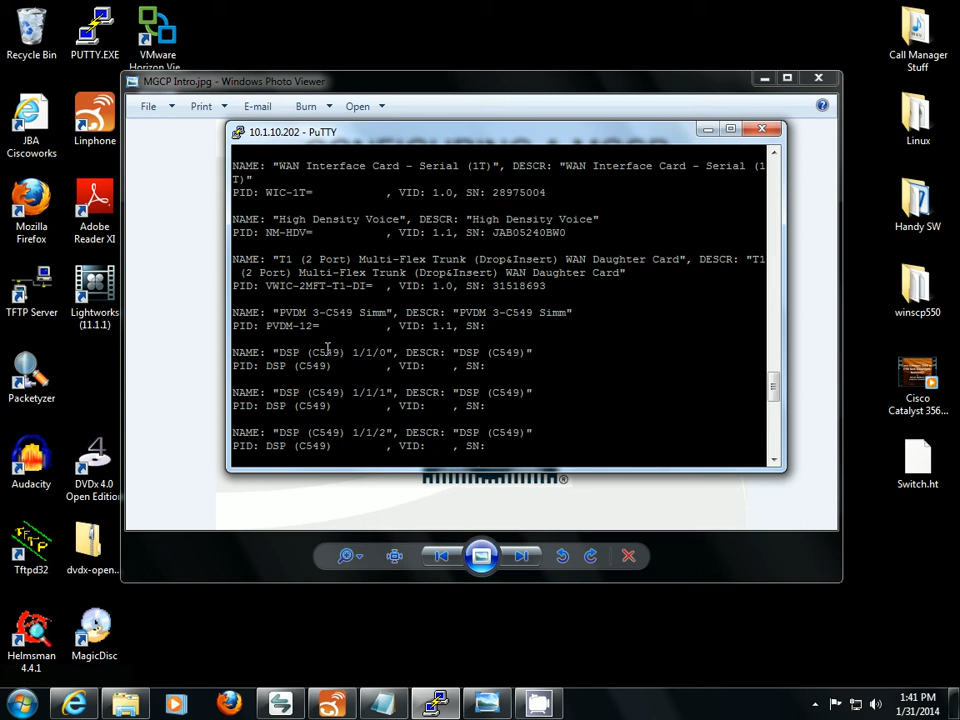 Recycle Bin
PUTTY.EXE
VMware
Horizon Vie...
JBA
Ciscoworks
Linphone
Mozilla
Firefox
Adobe
Reader XI
TFTP Server
Lightworks
(11.1.1)
Packetyzer
Audacity
DVDx 4.0
Open Edition
Tftpd32
dvdx-open...
Helmsman
4.4.1
MagicDisc
MGCP Intro.jpg - Windows Photo Viewer
File Print E-mail Burn Open
10.1.10.202 - PuTTY
NAME: "WAN Interface Card - Serial (1T)", DESCR: "WAN Interface Card - Serial (1
T)"
PID: WIC-1T= , VID: 1.0, SN: 28975004
NAME: "High Density Voice", DESCR: "High Density Voice"
PID: NM-HDV= , VID: 1.1, SN: JAB05240BW0
NAME: "T1 (2 Port) Multi-Flex Trunk (Drop&Insert) WAN Daughter Card", DESCR: "T1
(2 Port) Multi-Flex Trunk (Drop&Insert) WAN Daughter Card"
PID: VWIC-2MFT-T1-DI= , VID: 1.0, SN: 31518693
NAME: "PVDM 3-C549 Simm", DESCR: "PVDM 3-C549 Simm"
PID: PVDM-12= , VID: 1.1, SN:
NAME: "DSP (C549) 1/1/0", DESCR: "DSP (C549)"
PID: DSP (C549) , VID: , SN:
NAME: "DSP (C549) 1/1/1", DESCR: "DSP (C549)"
PID: DSP (C549) , VID: , SN:
NAME: "DSP (C549) 1/1/2", DESCR: "DSP (C549)"
PID: DSP (C549) , VID: , SN:
®
Call Manager
Stuff
Linux
Handy SW
winscp550
Cisco
Catalyst 356...
Switch.ht
1:41 PM
1/31/2014